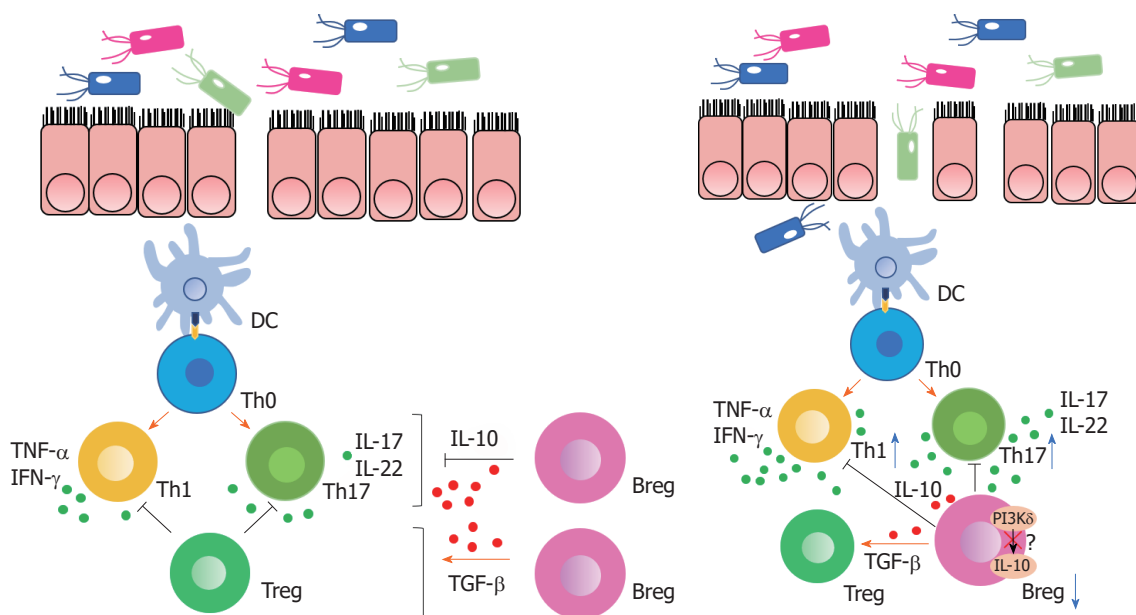 DC
Th0
TNF-α
IFN-γ
Th1
IL-17
IL-22
Th17
IL-10
Breg
Treg
TGF-β
Breg
DC
Th0
TNF-α
IFN-γ
Th1
IL-17
IL-22
Th17
IL-10
PI3Kδ
?
IL-10
TGF-β
Treg
Breg